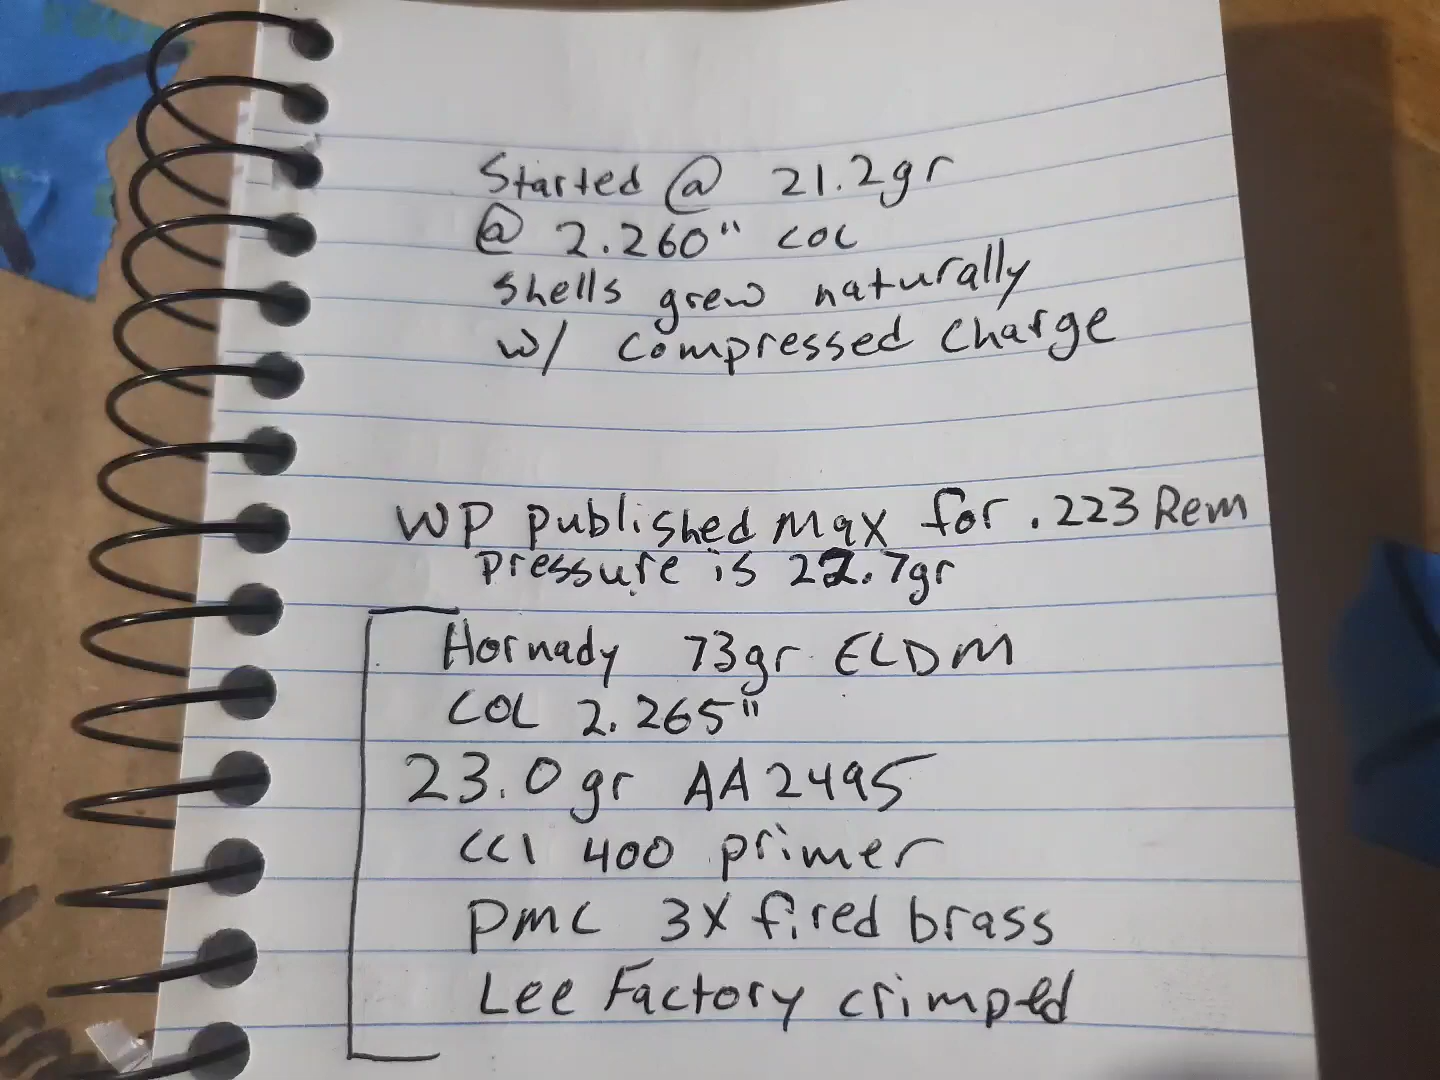 Started @ 21.2gr
@ 2.260" COL
shells grew naturally
w/ compressed charge
WP published max for .223 Rem
pressure is 22.7gr
Hornady 73gr ELDM
COL 2.265"
23.0gr AA2495
CCI 400 primer
PMC 3X fired brass
Lee Factory crimped